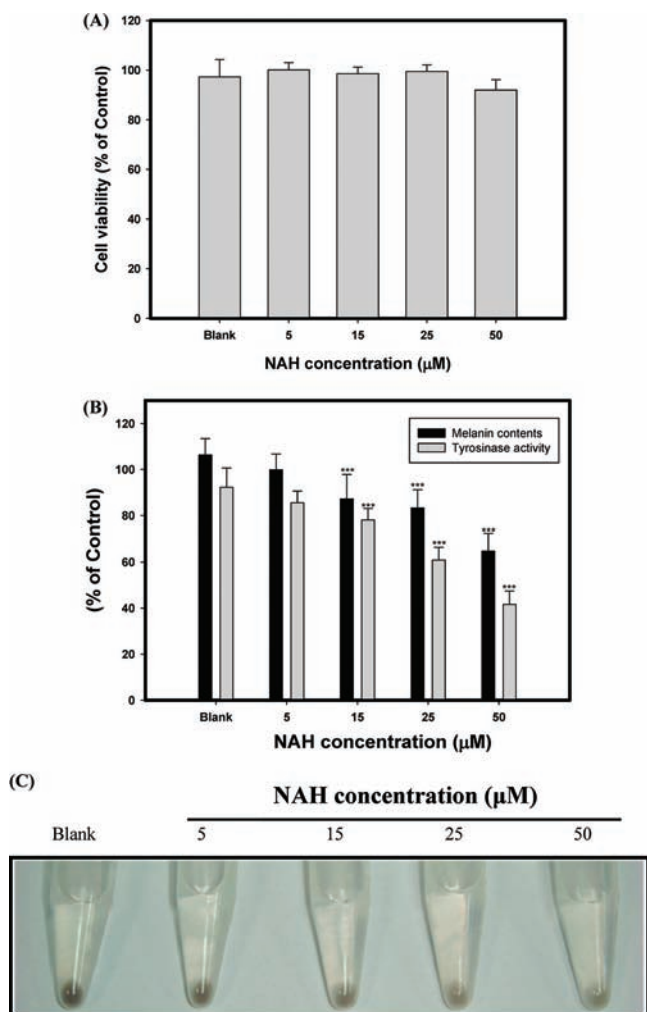 (A)
120
100
80
60
40
20
0
Cell viability (% of Control)
Blank 5 15 25 50
NAH concentration (μM)
(B)
120
100
80
60
40
20
0
(% of Control)
Melanin contents
Tyrosinase activity
*** *** *** *** *** ***
Blank 5 15 25 50
NAH concentration (μM)
(C)
NAH concentration (μM)
Blank 5 15 25 50